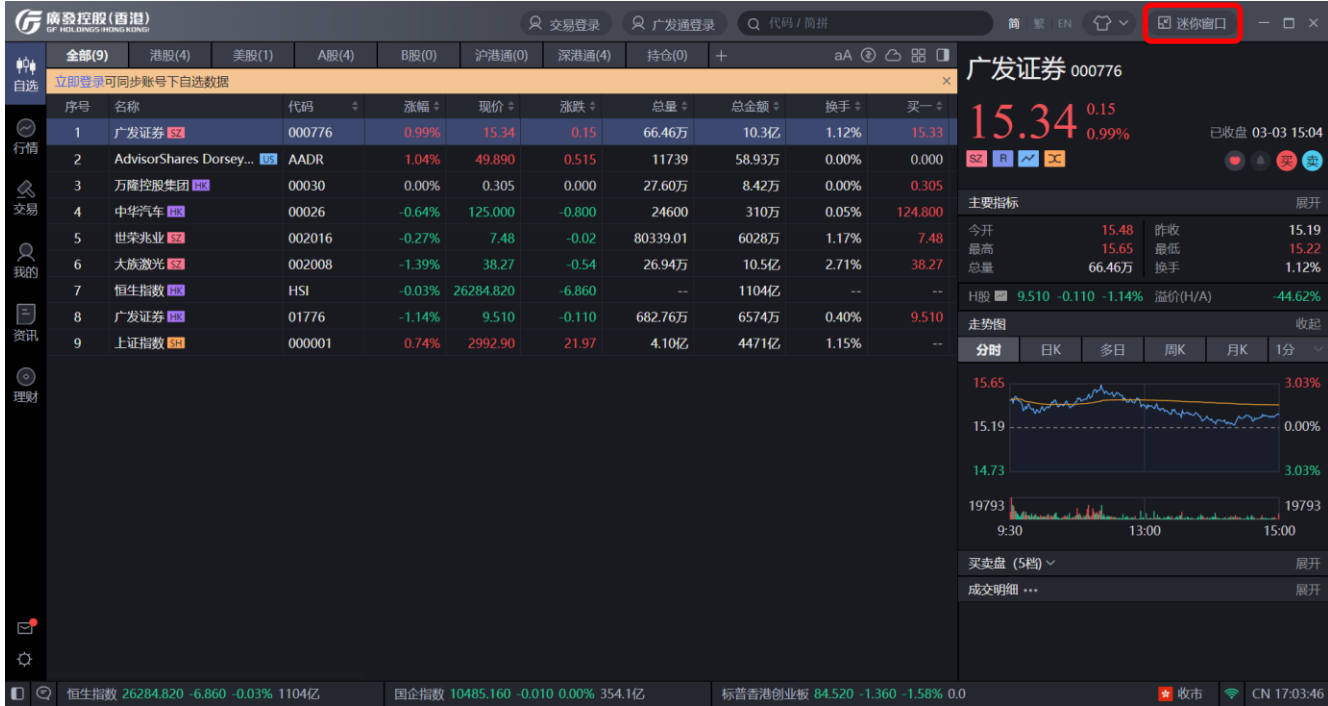 廣發控股(香港)
GF HOLDINGS (HONG KONG)
交易登录 广发通登录 代码 / 简拼 简 繁 EN 迷你窗口
自选
行情
交易
我的
资讯
理财
全部(9) 港股(4) 美股(1) A股(4) B股(0) 沪港通(0) 深港通(4) 持仓(0) + aA
立即登录可同步账号下自选数据 ×
序号 名称 代码 涨幅 现价 涨跌 总量 总金额 换手 买一
1 广发证券 SZ 000776 0.99% 15.34 0.15 66.46万 10.3亿 1.12% 15.33
2 AdvisorShares Dorsey... US AADR 1.04% 49.890 0.515 11739 58.93万 0.00% 0.000
3 万隆控股集团 HK 00030 0.00% 0.305 0.000 27.60万 8.42万 0.00% 0.305
4 中华汽车 HK 00026 -0.64% 125.000 -0.800 24600 310万 0.05% 124.800
5 世荣兆业 SZ 002016 -0.27% 7.48 -0.02 80339.01 6028万 1.17% 7.48
6 大族激光 SZ 002008 -1.39% 38.27 -0.54 26.94万 10.5亿 2.71% 38.27
7 恒生指数 HK HSI -0.03% 26284.820 -6.860 -- 1104亿 -- --
8 广发证券 HK 01776 -1.14% 9.510 -0.110 682.76万 6574万 0.40% 9.510
9 上证指数 SH 000001 0.74% 2992.90 21.97 4.10亿 4471亿 1.15% --
广发证券 000776
15.34 0.15
0.99% 已收盘 03-03 15:04
SZ R 买 卖
主要指标 展开
今开 15.48 昨收 15.19
最高 15.65 最低 15.22
总量 66.46万 换手 1.12%
H股 9.510 -0.110 -1.14% 溢价(H/A) -44.62%
走势图 收起
分时 日K 多日 周K 月K 1分
15.65 3.03%
15.19 0.00%
14.73 3.03%
19793 19793
9:30 13:00 15:00
买卖盘 (5档) 展开
成交明细 ••• 展开
恒生指数 26284.820 -6.860 -0.03% 1104亿 国企指数 10485.160 -0.010 0.00% 354.1亿 标普香港创业板 84.520 -1.360 -1.58% 0.0 收市 CN 17:03:46